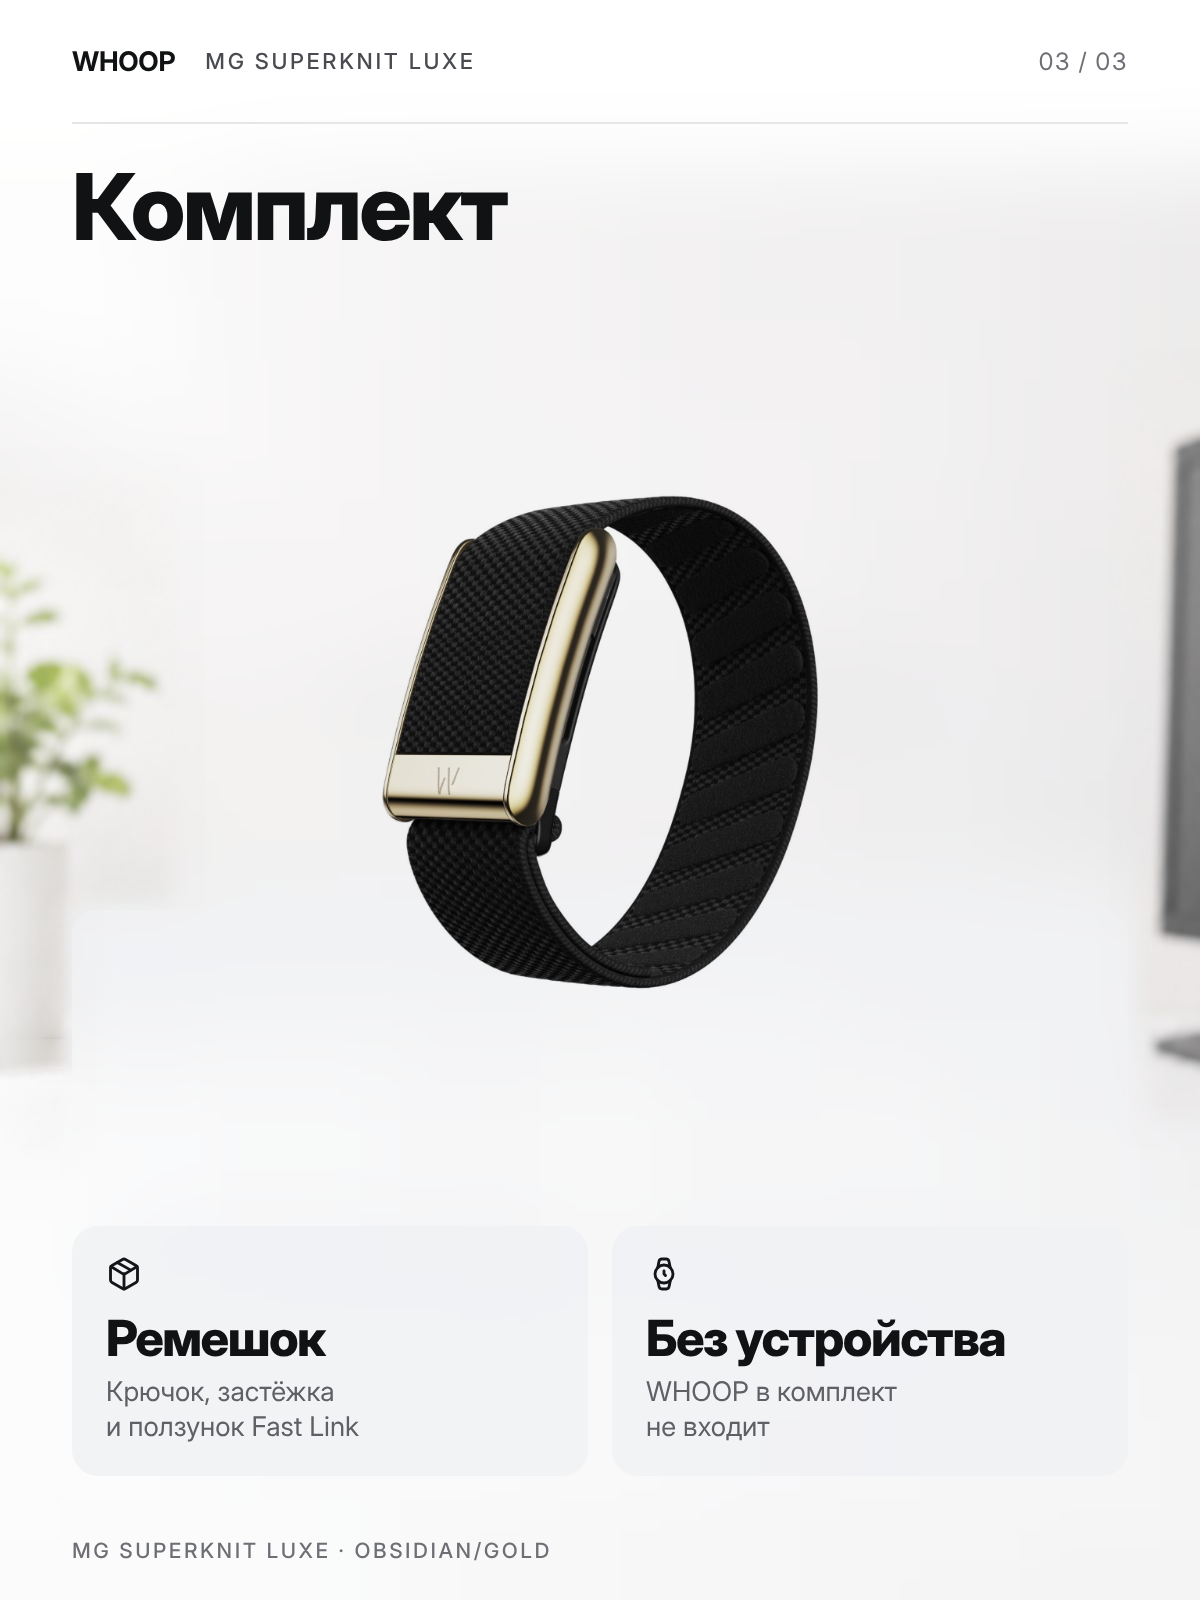 WHOOP MG SUPERKNIT LUXE 03 / 03
Комплект
W
Ремешок
Крючок, застёжка
и ползунок Fast Link
Без устройства
WHOOP в комплект
не входит
MG SUPERKNIT LUXE · OBSIDIAN/GOLD